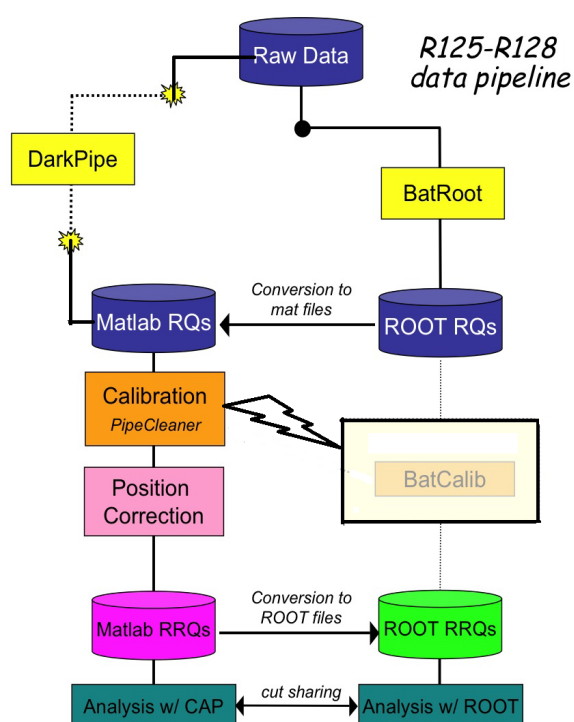 R125-R128
data pipeline
Raw Data
DarkPipe
BatRoot
Conversion to
mat files
Matlab RQs
ROOT RQs
Calibration
PipeCleaner
BatCalib
Position
Correction
Conversion to
ROOT files
Matlab RRQs
ROOT RRQs
cut sharing
Analysis w/ CAP
Analysis w/ ROOT